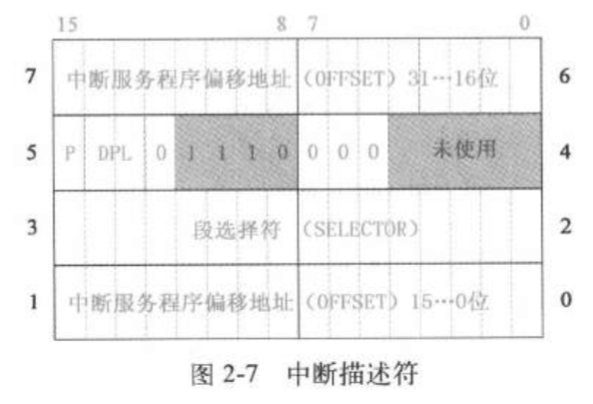 15 8 7 0
7 中断服务程序偏移地址 (OFFSET) 31…16位 6
5 P DPL 0 1 1 1 0 0 0 0 未使用 4
3 段选择符 (SELECTOR) 2
1 中断服务程序偏移地址 (OFFSET) 15…0位 0
图 2-7 中断描述符